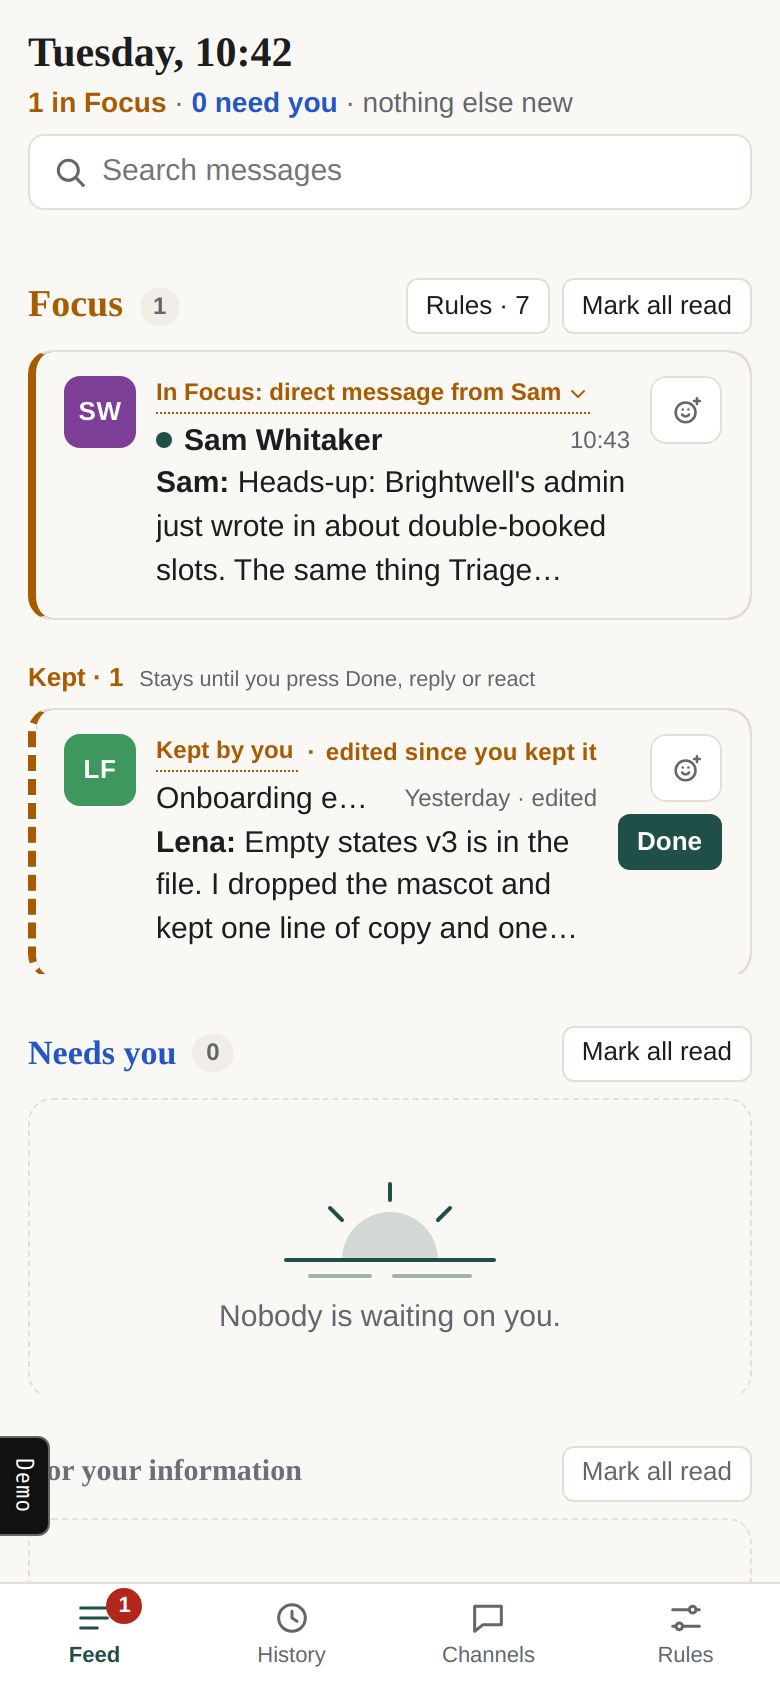 Tuesday, 10:42
1 in Focus · 0 need you · nothing else new
Search messages
Focus 1 Rules · 7 Mark all read
SW In Focus: direct message from Sam
Sam Whitaker 10:43
Sam: Heads-up: Brightwell's admin
just wrote in about double-booked
slots. The same thing Triage…
Kept · 1 Stays until you press Done, reply or react
LF Kept by you · edited since you kept it
Onboarding e… Yesterday · edited
Lena: Empty states v3 is in the
file. I dropped the mascot and
kept one line of copy and one…
Done
Needs you 0 Mark all read
Nobody is waiting on you.
Demo
or your information Mark all read
1
Feed History Channels Rules